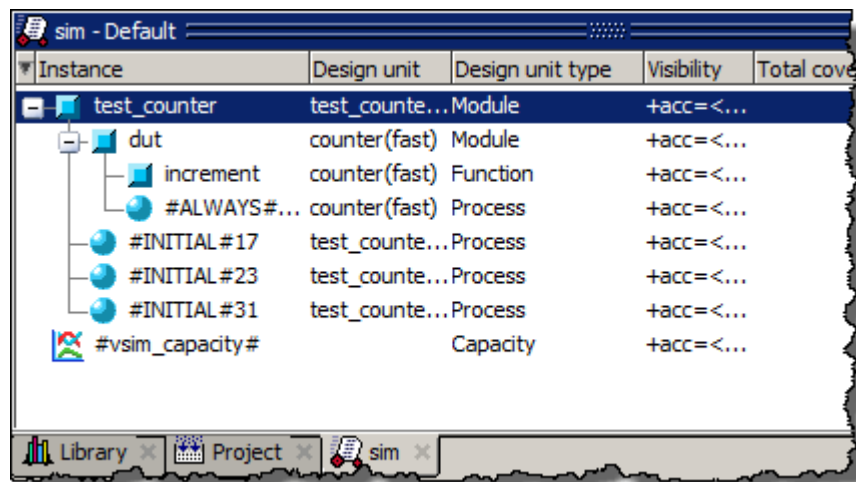 sim - Default
Instance Design unit Design unit type Visibility Total cove
test_counter test_counte... Module +acc=<...
dut counter(fast) Module +acc=<...
increment counter(fast) Function +acc=<...
#ALWAYS#... counter(fast) Process +acc=<...
#INITIAL#17 test_counte... Process +acc=<...
#INITIAL#23 test_counte... Process +acc=<...
#INITIAL#31 test_counte... Process +acc=<...
#vsim_capacity# Capacity +acc=<...
Library Project sim